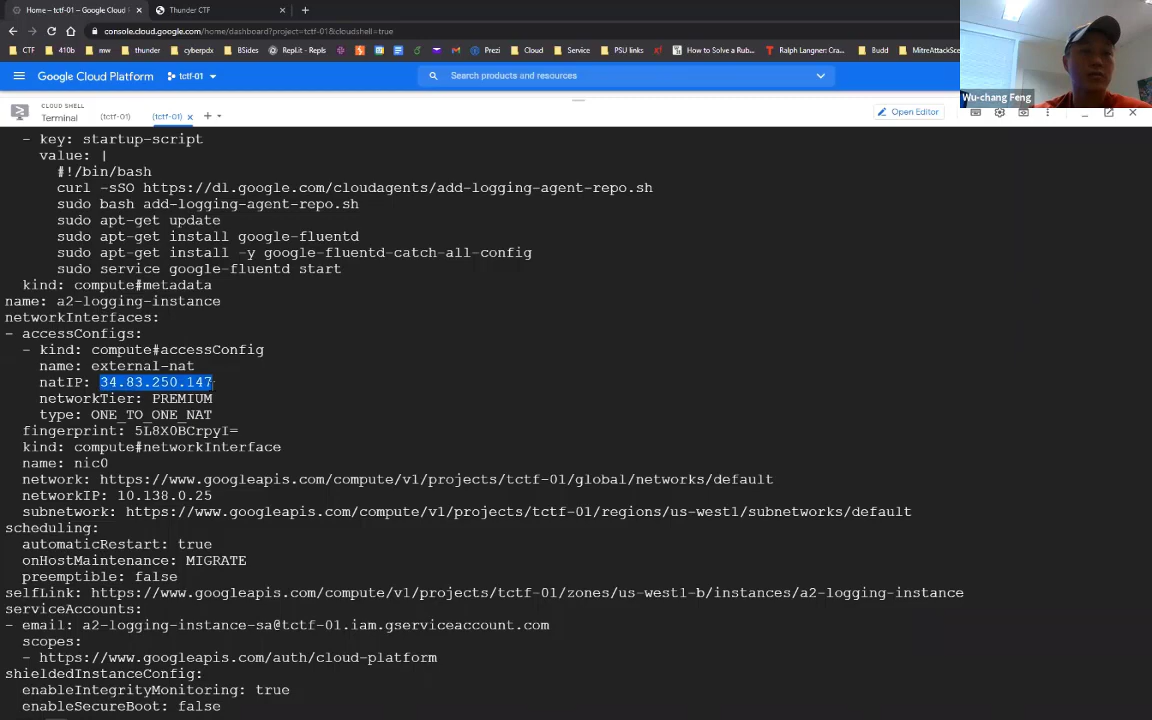 Home – tctf-01 – Google Cloud Pl
Thunder CTF
console.cloud.google.com/home/dashboard?project=tctf-01&cloudshell=true
CTF 410b mw thunder cyberpdx BSides Repl.it - Repls Prezi Cloud Service PSU links How to Solve a Rub... Ralph Langner: Crac... Budd MitreAttackSce
Google Cloud Platform tctf-01 Search products and resources
Wu-chang Feng
CLOUD SHELL
Terminal (tctf-01) (tctf-01) Open Editor
- key: startup-script
value: |
#!/bin/bash
curl -sSO https://dl.google.com/cloudagents/add-logging-agent-repo.sh
sudo bash add-logging-agent-repo.sh
sudo apt-get update
sudo apt-get install google-fluentd
sudo apt-get install -y google-fluentd-catch-all-config
sudo service google-fluentd start
kind: compute#metadata
name: a2-logging-instance
networkInterfaces:
- accessConfigs:
- kind: compute#accessConfig
name: external-nat
natIP: 34.83.250.147
networkTier: PREMIUM
type: ONE_TO_ONE_NAT
fingerprint: 5L8X0BCrpyI=
kind: compute#networkInterface
name: nic0
network: https://www.googleapis.com/compute/v1/projects/tctf-01/global/networks/default
networkIP: 10.138.0.25
subnetwork: https://www.googleapis.com/compute/v1/projects/tctf-01/regions/us-west1/subnetworks/default
scheduling:
automaticRestart: true
onHostMaintenance: MIGRATE
preemptible: false
selfLink: https://www.googleapis.com/compute/v1/projects/tctf-01/zones/us-west1-b/instances/a2-logging-instance
serviceAccounts:
- email: a2-logging-instance-sa@tctf-01.iam.gserviceaccount.com
scopes:
- https://www.googleapis.com/auth/cloud-platform
shieldedInstanceConfig:
enableIntegrityMonitoring: true
enableSecureBoot: false